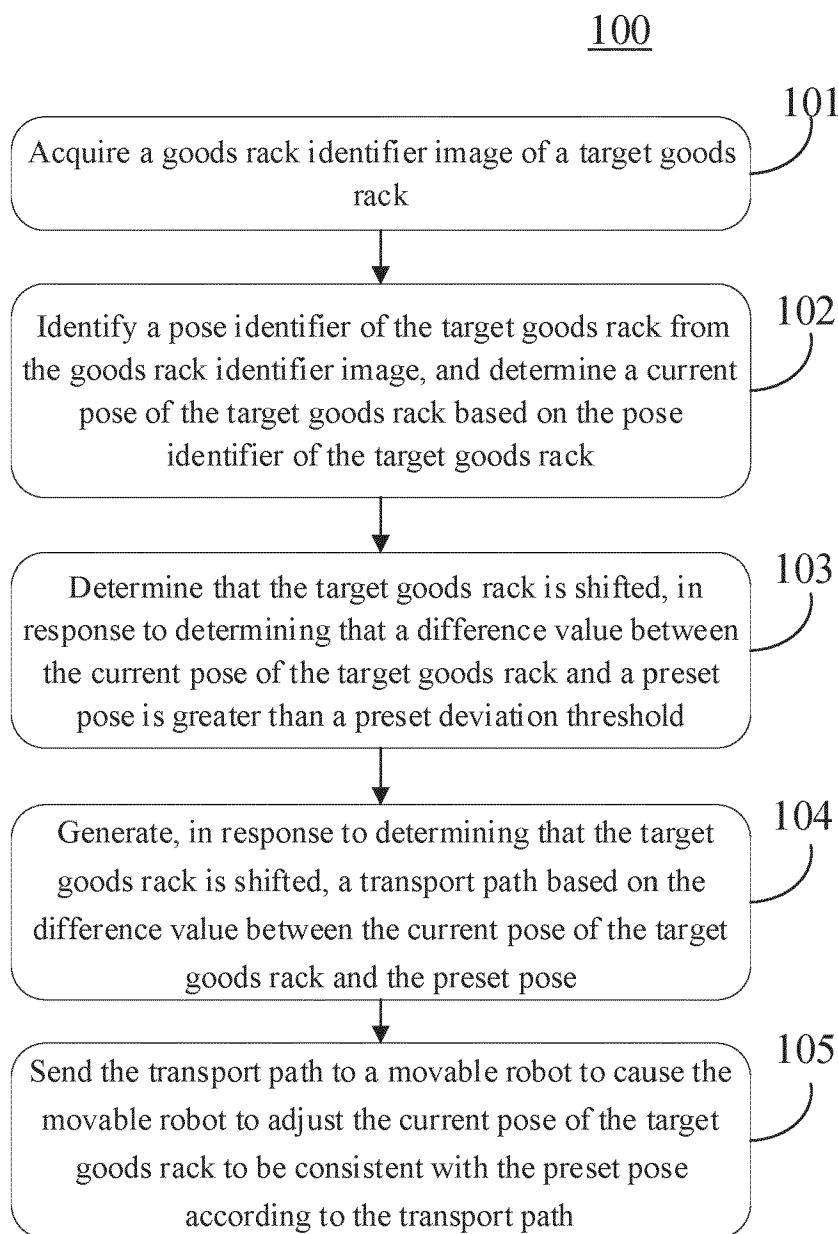 100
101
Acquire a goods rack identifier image of a target goods
rack
102
Identify a pose identifier of the target goods rack from
the goods rack identifier image, and determine a current
pose of the target goods rack based on the pose
identifier of the target goods rack
103
Determine that the target goods rack is shifted, in
response to determining that a difference value between
the current pose of the target goods rack and a preset
pose is greater than a preset deviation threshold
104
Generate, in response to determining that the target
goods rack is shifted, a transport path based on the
difference value between the current pose of the target
goods rack and the preset pose
105
Send the transport path to a movable robot to cause the
movable robot to adjust the current pose of the target
goods rack to be consistent with the preset pose
according to the transport path